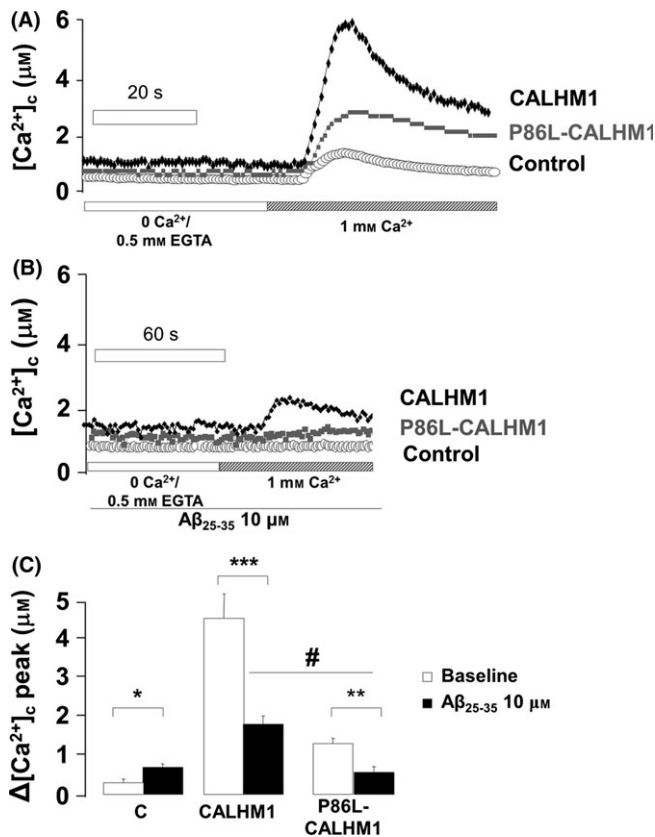 (A)
6
4
2
0
[Ca²⁺]c (μM)
20 s
CALHM1
P86L-CALHM1
Control
0 Ca²⁺/
0.5 mM EGTA
1 mM Ca²⁺
(B)
6
4
2
0
[Ca²⁺]c (μM)
60 s
CALHM1
P86L-CALHM1
Control
0 Ca²⁺/
0.5 mM EGTA
1 mM Ca²⁺
Aβ₂₅₋₃₅ 10 μM
(C)
5
4
3
2
1
0
Δ[Ca²⁺]c peak (μM)
*
***
#
**
Baseline
Aβ₂₅₋₃₅ 10 μM
C
CALHM1
P86L-
CALHM1